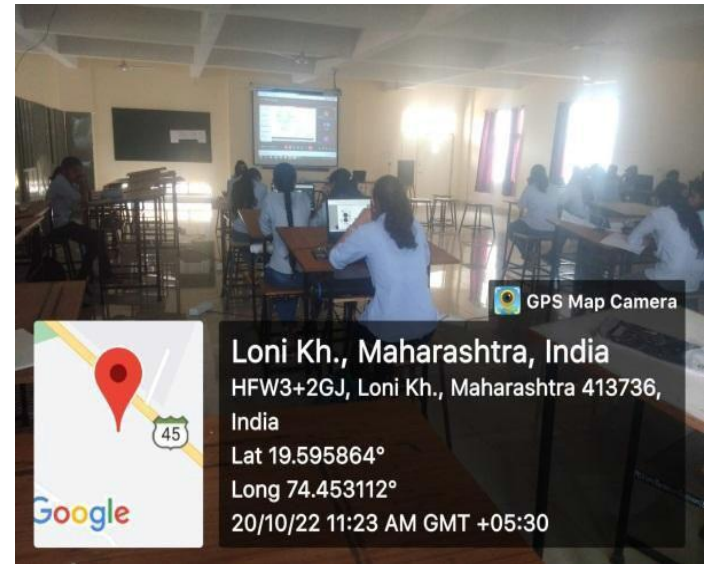 GPS Map Camera
Loni Kh., Maharashtra, India
HFW3+2GJ, Loni Kh., Maharashtra 413736,
India
Lat 19.595864°
Long 74.453112°
20/10/22 11:23 AM GMT +05:30
45
Google